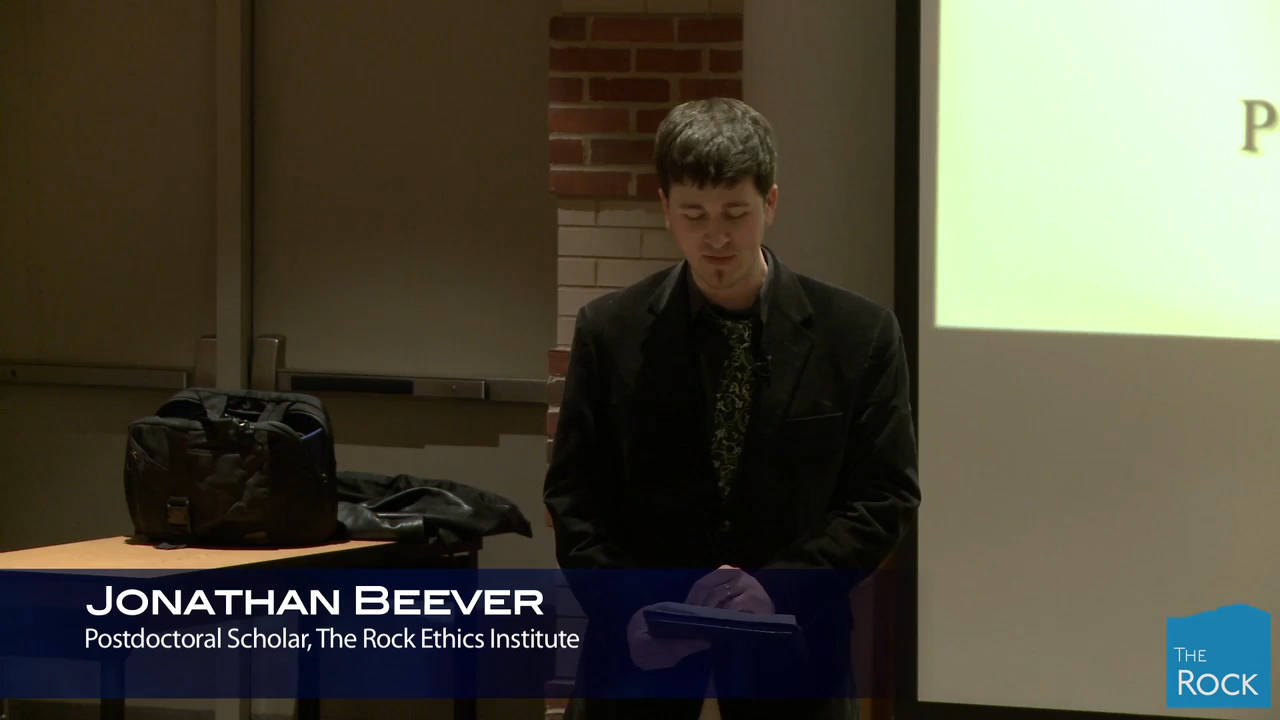 P
JONATHAN BEEVER
Postdoctoral Scholar, The Rock Ethics Institute
THE
ROCK